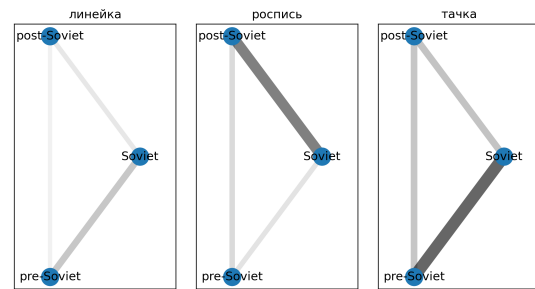 линейка
post-Soviet
Soviet
pre-Soviet
роспись
post-Soviet
Soviet
pre-Soviet
тачка
post-Soviet
Soviet
pre-Soviet